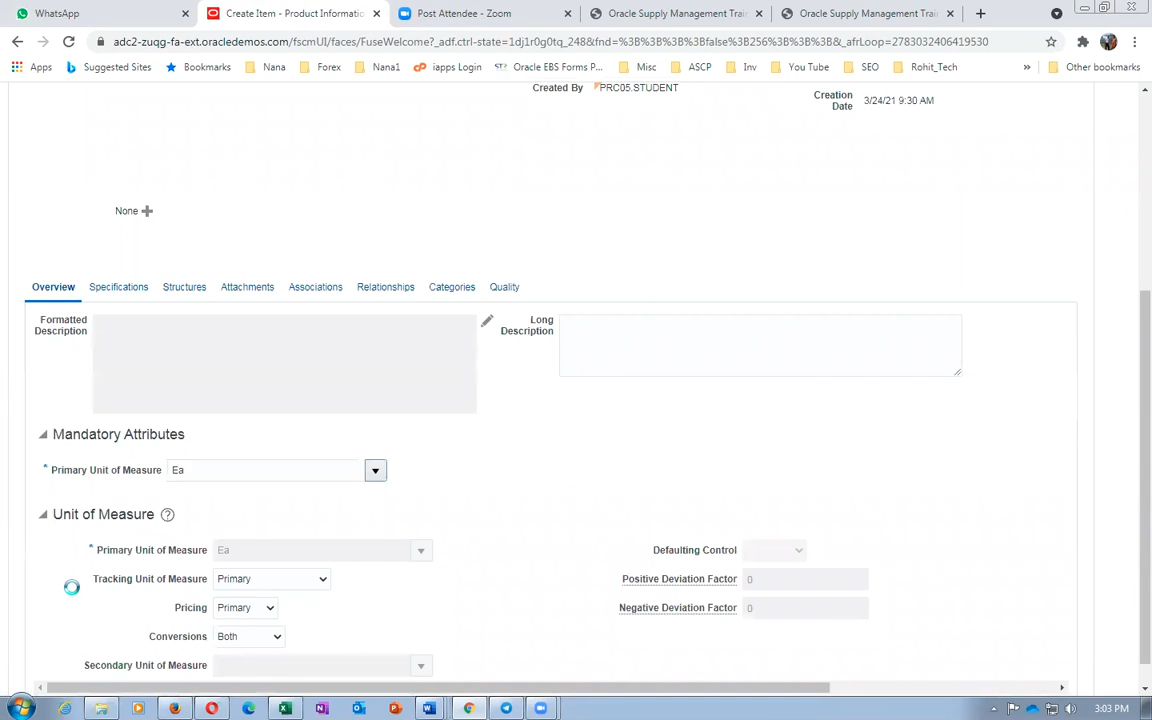 WhatsApp
Create Item - Product Informatio
Post Attendee - Zoom
Oracle Supply Management Trai
Oracle Supply Management Trai
adc2-zuqg-fa-ext.oracledemos.com/fscmUI/faces/FuseWelcome?_adf.ctrl-state=1dj1r0g0tq_248&fnd=%3B%3B%3B%3Bfalse%3B256%3B%3B%3B&_afrLoop=2783032406419530
Apps
Suggested Sites
Bookmarks
Nana
Forex
Nana1
iapps Login
Oracle EBS Forms P...
Misc
ASCP
Inv
You Tube
SEO
Rohit_Tech
»
Other bookmarks
Created By PRC05.STUDENT
Creation
Date 3/24/21 9:30 AM
None
Overview Specifications Structures Attachments Associations Relationships Categories Quality
Formatted
Description
Long
Description
Mandatory Attributes
* Primary Unit of Measure Ea
Unit of Measure ?
* Primary Unit of Measure Ea
Defaulting Control
Tracking Unit of Measure Primary
Positive Deviation Factor 0
Pricing Primary
Negative Deviation Factor 0
Conversions Both
Secondary Unit of Measure
3:03 PM